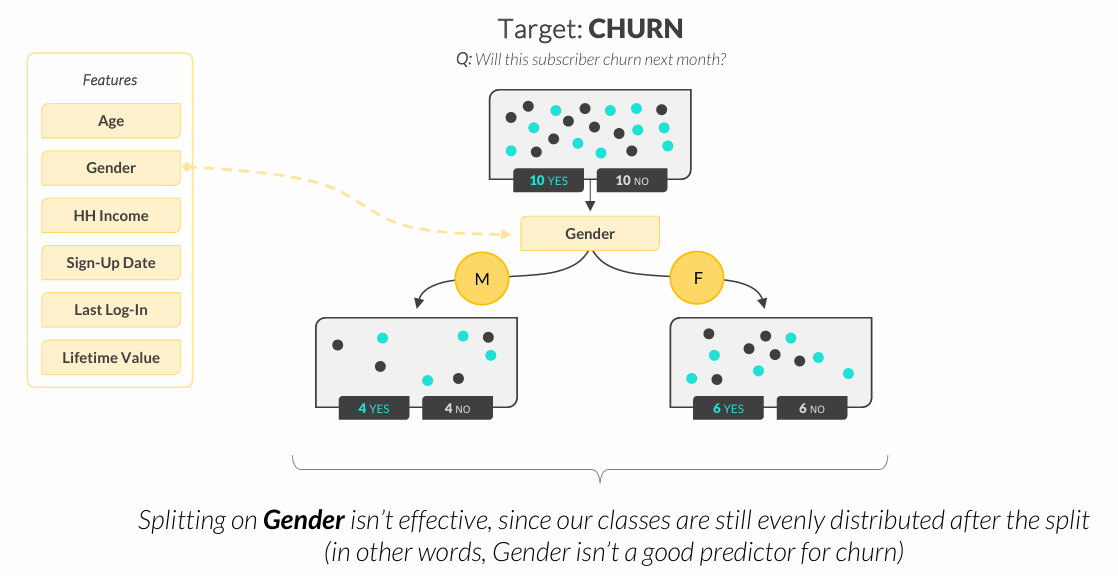 Target: CHURN
Q: Will this subscriber churn next month?
Features
Age
Gender
HH Income
Sign-Up Date
Last Log-In
Lifetime Value
10 YES
10 NO
Gender
M
F
4 YES
4 NO
6 YES
6 NO
Splitting on Gender isn’t effective, since our classes are still evenly distributed after the split
(in other words, Gender isn’t a good predictor for churn)